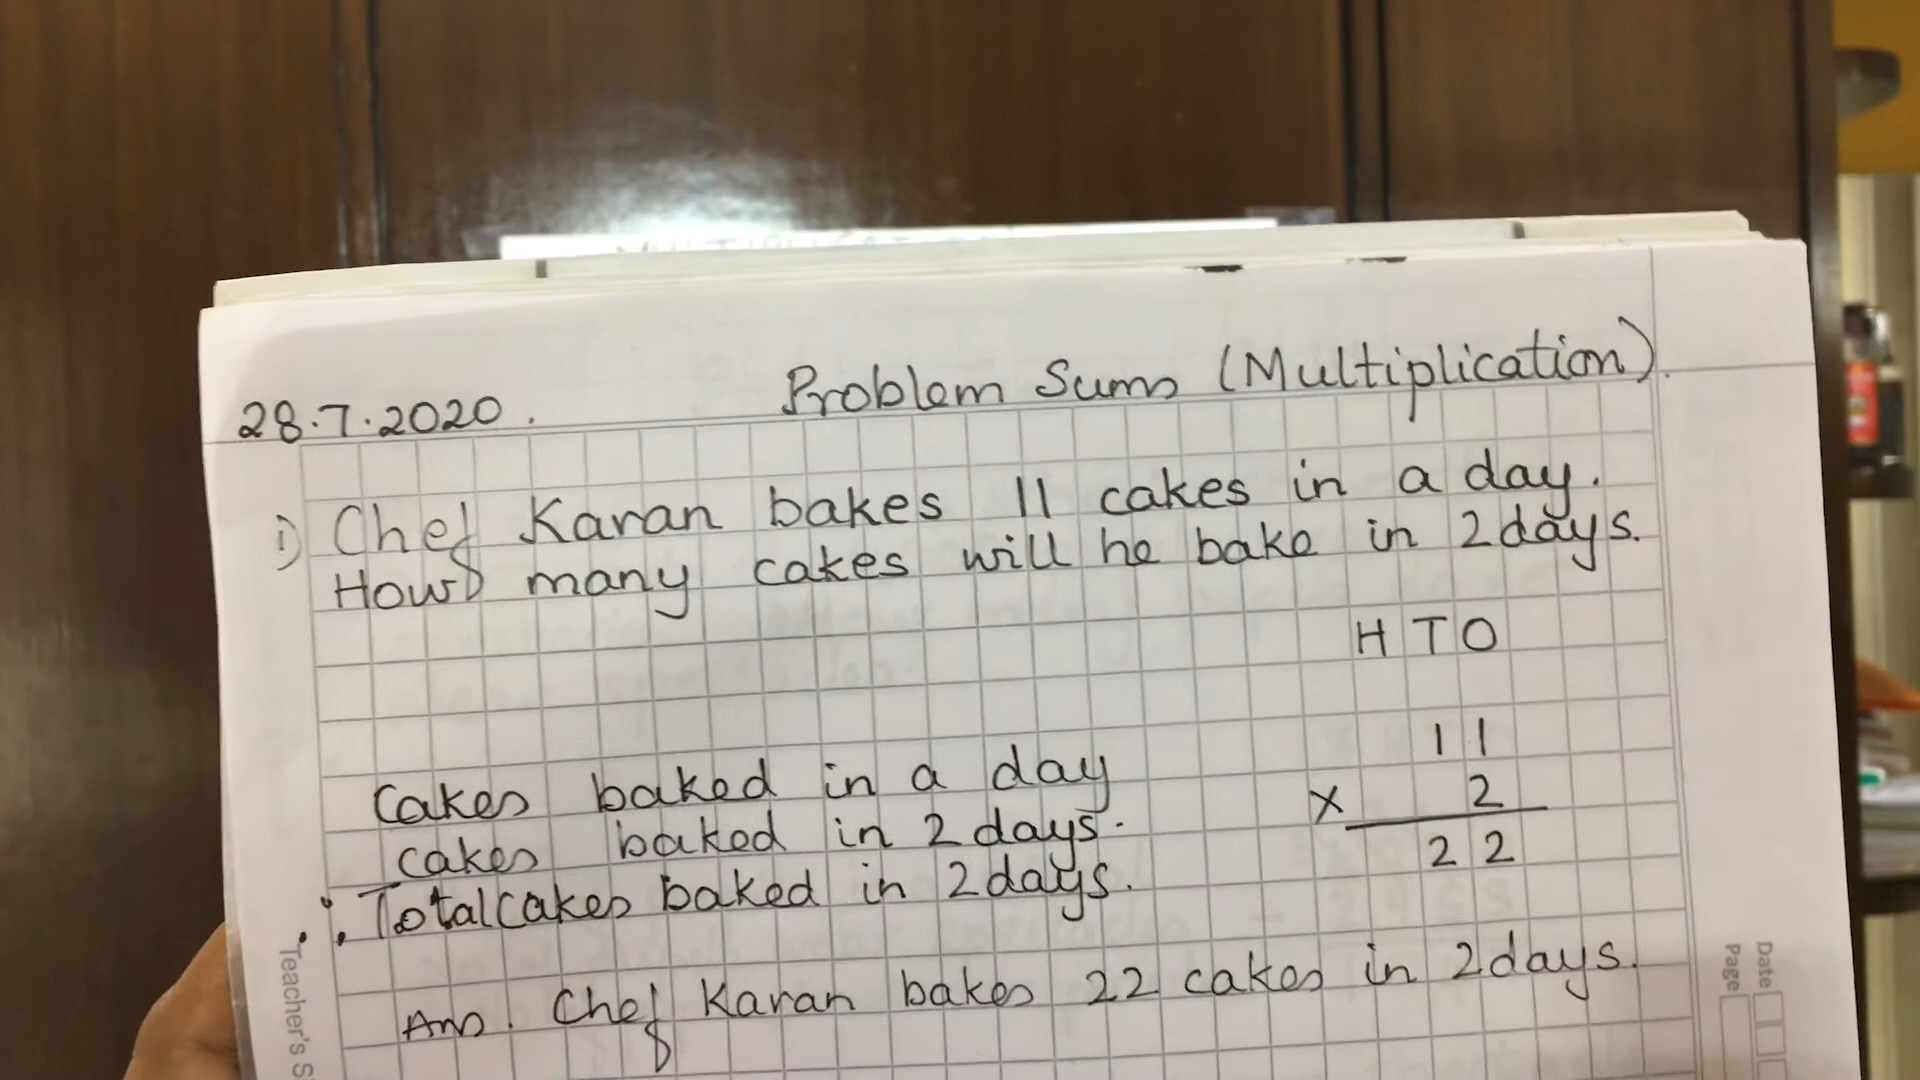 28.7.2020.
Problem Sums (Multiplication).
1) Chef Karan bakes 11 cakes in a day.
How many cakes will he bake in 2 days.
H T O
Cakes baked in a day 1 1
cakes baked in 2 days. X 2
∴ Total cakes baked in 2 days. 2 2
Ans. Chef Karan bakes 22 cakes in 2 days.
Teacher's
Date
Page